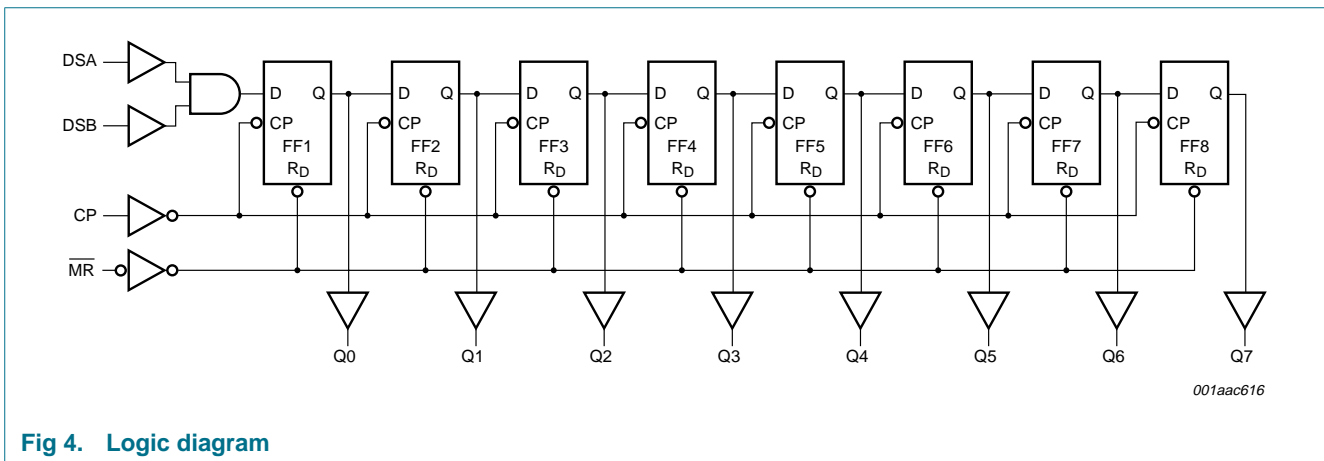 DSA
DSB
CP
M̅R̅
D Q D Q D Q D Q D Q D Q D Q D Q
CP CP CP CP CP CP CP CP
FF1 FF2 FF3 FF4 FF5 FF6 FF7 FF8
RD RD RD RD RD RD RD RD
Q0 Q1 Q2 Q3 Q4 Q5 Q6 Q7
001aac616
Fig 4. Logic diagram